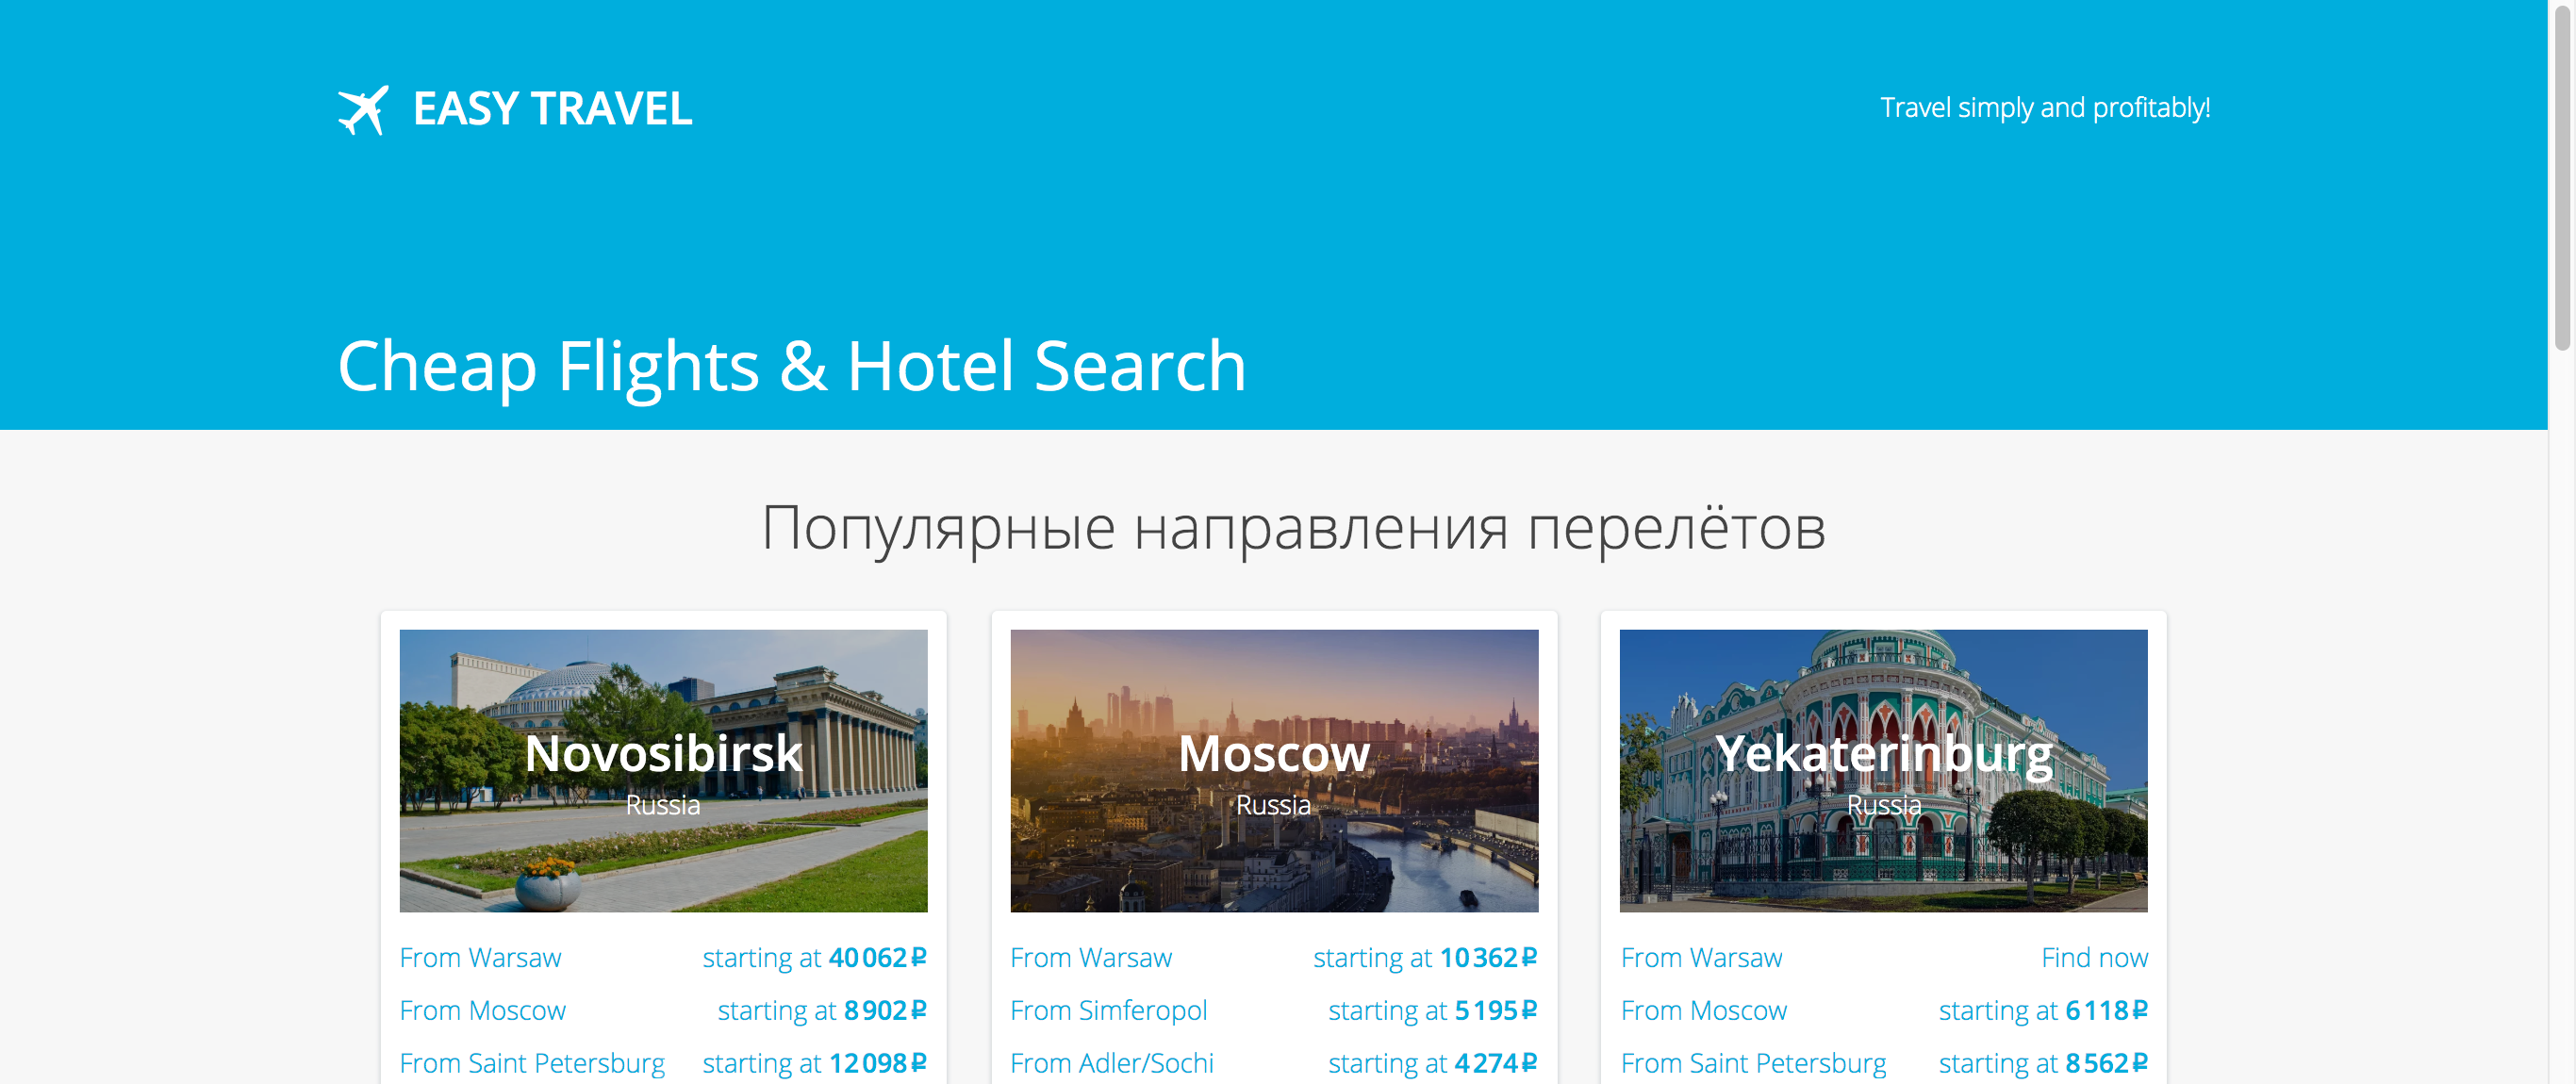 EASY TRAVEL
Travel simply and profitably!
Cheap Flights & Hotel Search
Популярные направления перелётов
Novosibirsk
Russia
From Warsaw starting at 40 062 ₽
From Moscow starting at 8 902 ₽
From Saint Petersburg starting at 12 098 ₽
Moscow
Russia
From Warsaw starting at 10 362 ₽
From Simferopol starting at 5 195 ₽
From Adler/Sochi starting at 4 274 ₽
Yekaterinburg
Russia
From Warsaw Find now
From Moscow starting at 6 118 ₽
From Saint Petersburg starting at 8 562 ₽